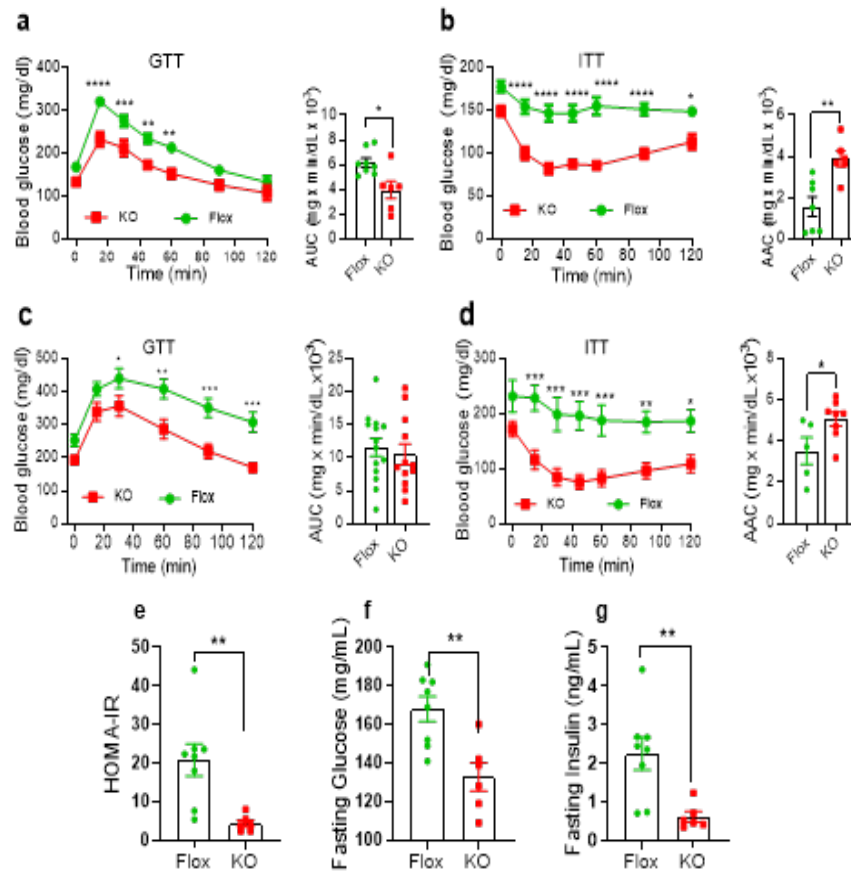 a
GTT
Blood glucose (mg/dl)
400
300
200
100
0
****
***
**
**
KO
Flox
0 20 40 60 80 100 120
Time (min)
AUC (mg x min/dL x 10³)
10
8
6
4
2
0
*
Flox
KO
b
ITT
Blood glucose (mg/dl)
200
150
100
50
0
**** **** **** **** **** *
KO
Flox
0 20 40 60 80 100 120
Time (min)
AAC (mg x min/dL x 10³)
6
4
2
0
**
Flox
KO
c
GTT
Blood glucose (mg/dl)
500
400
300
200
100
0
*
**
***
***
KO
Flox
0 20 40 60 80 100 120
Time (min)
AUC (mg x min/dL x10³)
25
20
15
10
5
0
Flox
KO
d
ITT
Bloood glucose (mg/dl)
300
200
100
0
*** *** *** *** ** *
KO
Flox
0 20 40 60 80 100 120
Time (min)
AAC (mg x min/dL x 10³)
8
6
4
2
0
*
Flox
KO
e
HOMA-IR
50
40
30
20
10
0
**
Flox KO
f
Fasting Glucose (mg/mL)
200
180
160
140
120
100
**
Flox KO
g
Fasting Insulin (ng/mL)
5
4
3
2
1
0
**
Flox KO